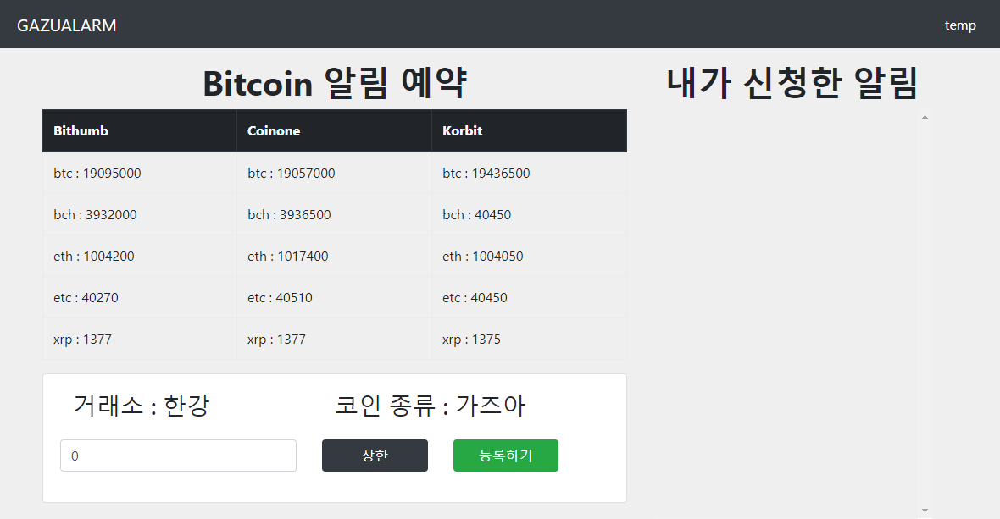 GAZUALARM temp
Bitcoin 알림 예약
내가 신청한 알림
Bithumb Coinone Korbit
btc : 19095000 btc : 19057000 btc : 19436500
bch : 3932000 bch : 3936500 bch : 40450
eth : 1004200 eth : 1017400 eth : 1004050
etc : 40270 etc : 40510 etc : 40450
xrp : 1377 xrp : 1377 xrp : 1375
거래소 : 한강 코인 종류 : 가즈아
0 상한 등록하기